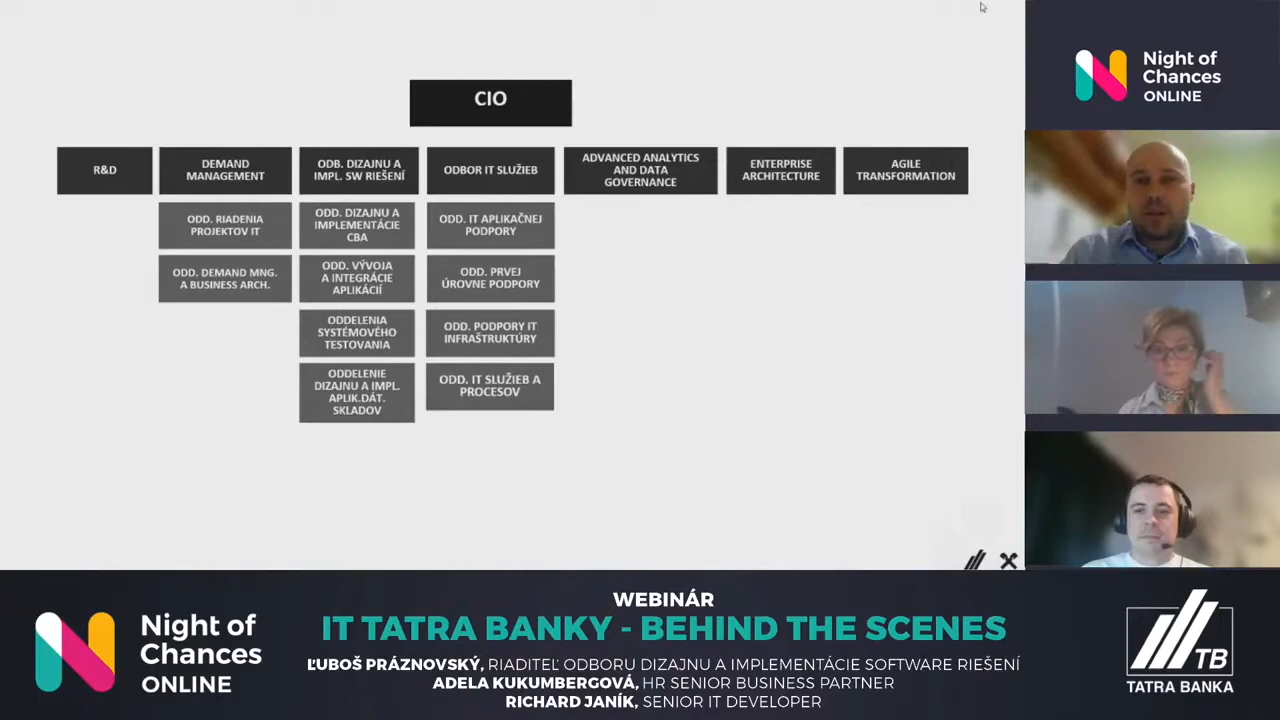 CIO
R&D
DEMAND
MANAGEMENT
ODB. DIZAJNU A
IMPL. SW RIEŠENÍ
ODBOR IT SLUŽIEB
ADVANCED ANALYTICS
AND DATA
GOVERNANCE
ENTERPRISE
ARCHITECTURE
AGILE
TRANSFORMATION
ODD. RIADENIA
PROJEKTOV IT
ODD. DEMAND MNG.
A BUSINESS ARCH.
ODD. DIZAJNU A
IMPLEMENTÁCIE
CBA
ODD. VÝVOJA
A INTEGRÁCIE
APLIKÁCIÍ
ODDELENIA
SYSTÉMOVÉHO
TESTOVANIA
ODDELENIE
DIZAJNU A IMPL.
APLIK.DÁT.
SKLADOV
ODD. IT APLIKAČNEJ
PODPORY
ODD. PRVEJ
ÚROVNE PODPORY
ODD. PODPORY IT
INFRAŠTRUKTÚRY
ODD. IT SLUŽIEB A
PROCESOV
Night of
Chances
ONLINE
Night of
Chances
ONLINE
WEBINÁR
IT TATRA BANKY - BEHIND THE SCENES
ĽUBOŠ PRÁZNOVSKÝ, RIADITEĽ ODBORU DIZAJNU A IMPLEMENTÁCIE SOFTWARE RIEŠENÍ
ADELA KUKUMBERGOVÁ, HR SENIOR BUSINESS PARTNER
RICHARD JANÍK, SENIOR IT DEVELOPER
TB
TATRA BANKA